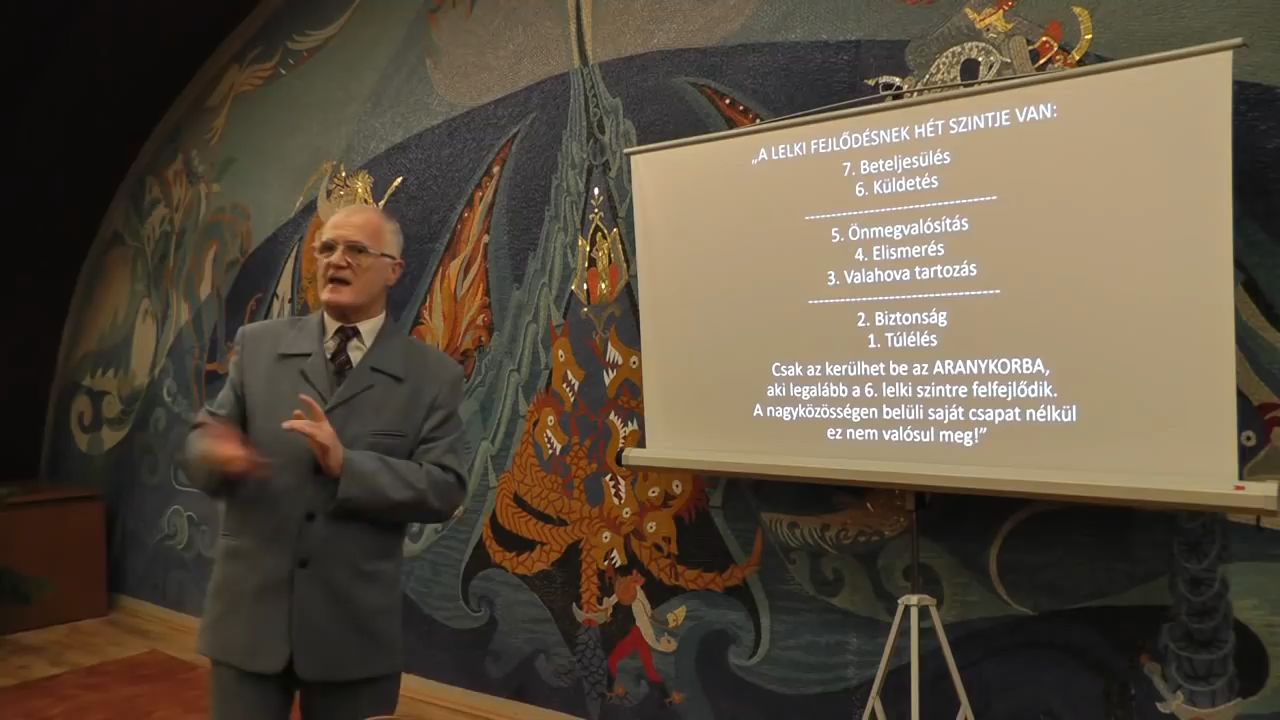 „A LELKI FEJLŐDÉSNEK HÉT SZINTJE VAN:
7. Beteljesülés
6. Küldetés
--------------------------------
5. Önmegvalósítás
4. Elismerés
3. Valahova tartozás
--------------------------------
2. Biztonság
1. Túlélés
Csak az kerülhet be az ARANYKORBA,
aki legalább a 6. lelki szintre felfejlődik.
A nagyközösségen belüli saját csapat nélkül
ez nem valósul meg!”